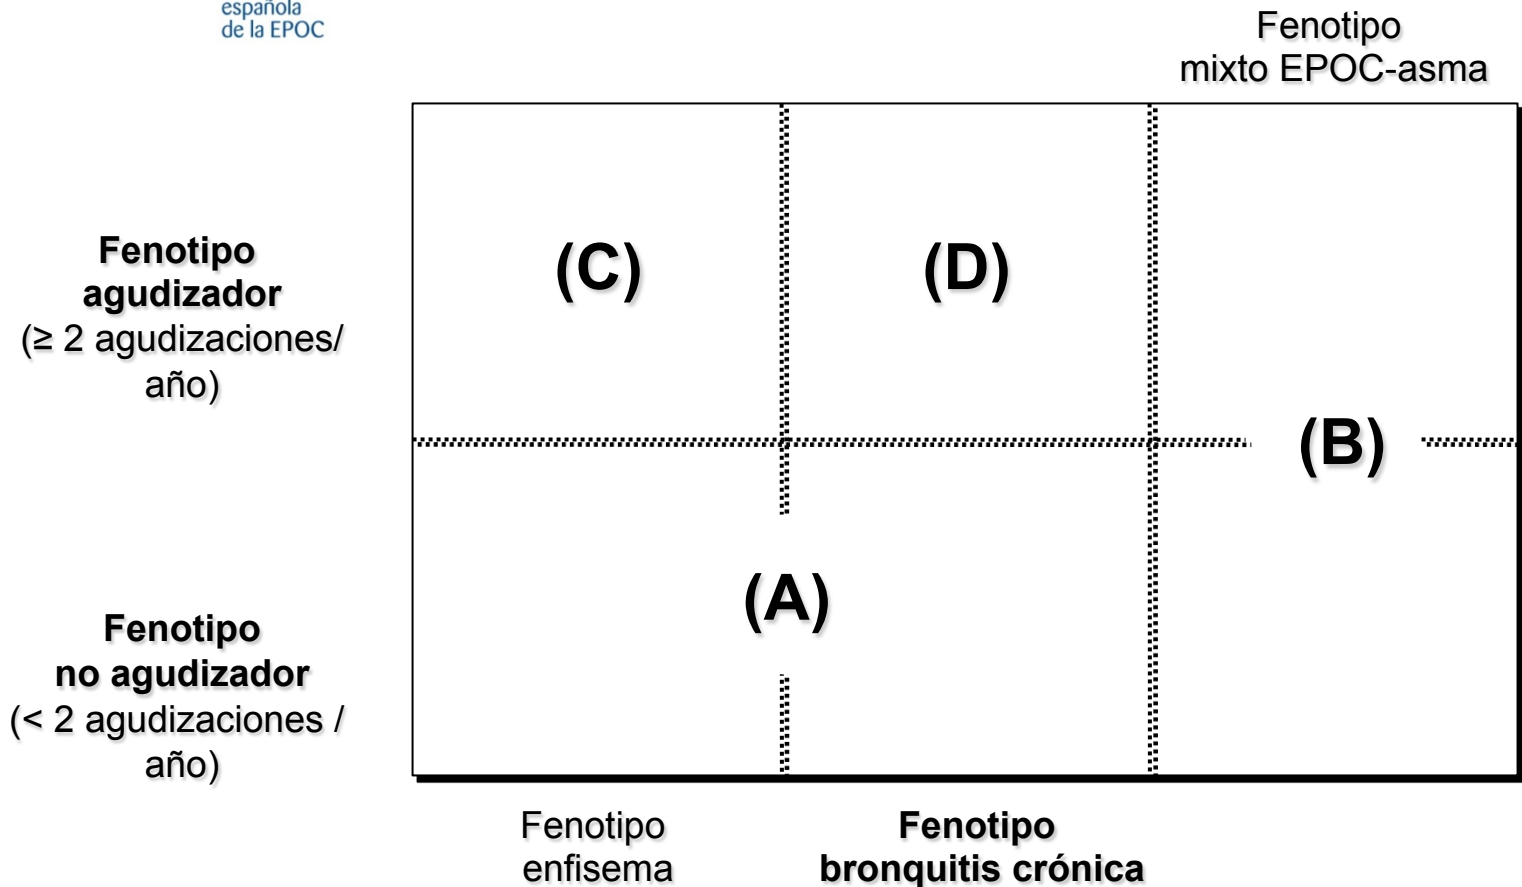 española
de la EPOC
Fenotipo
mixto EPOC-asma
Fenotipo
agudizador
(≥ 2 agudizaciones/
año)
(C)
(D)
(B)
(A)
Fenotipo
no agudizador
(< 2 agudizaciones /
año)
Fenotipo
enfisema
Fenotipo
bronquitis crónica